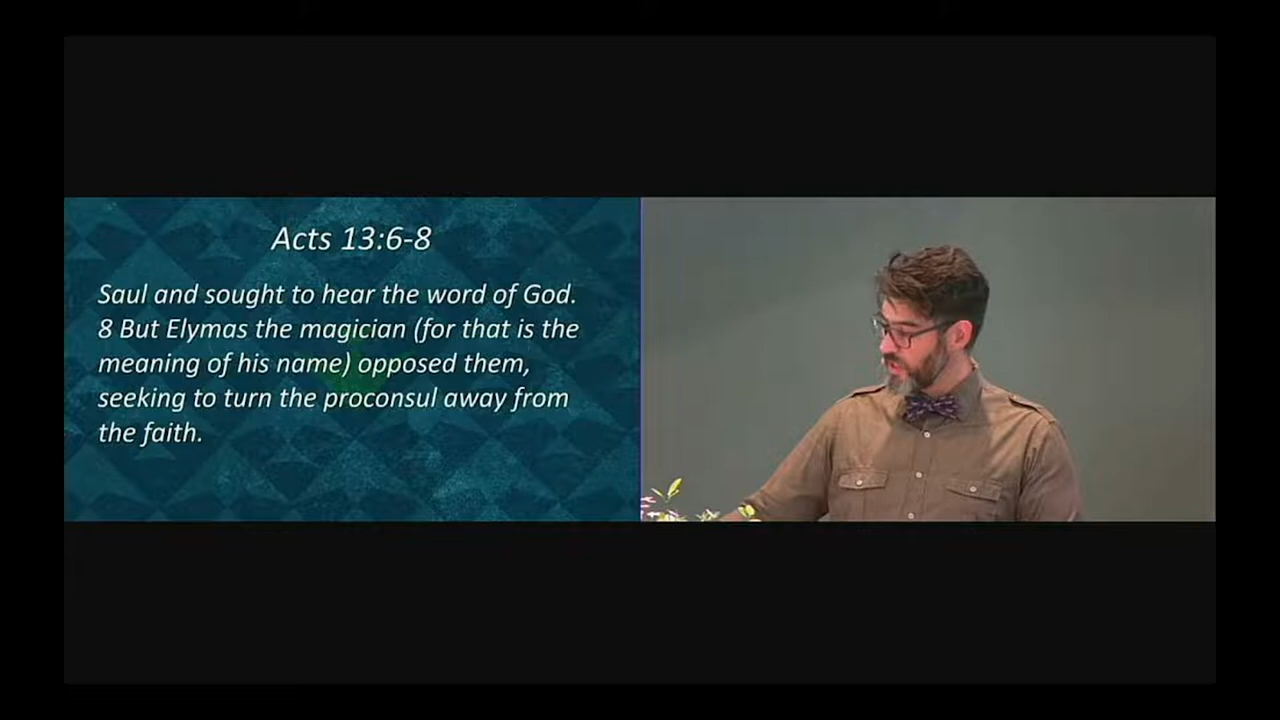 Acts 13:6-8
Saul and sought to hear the word of God.
8 But Elymas the magician (for that is the
meaning of his name) opposed them,
seeking to turn the proconsul away from
the faith.